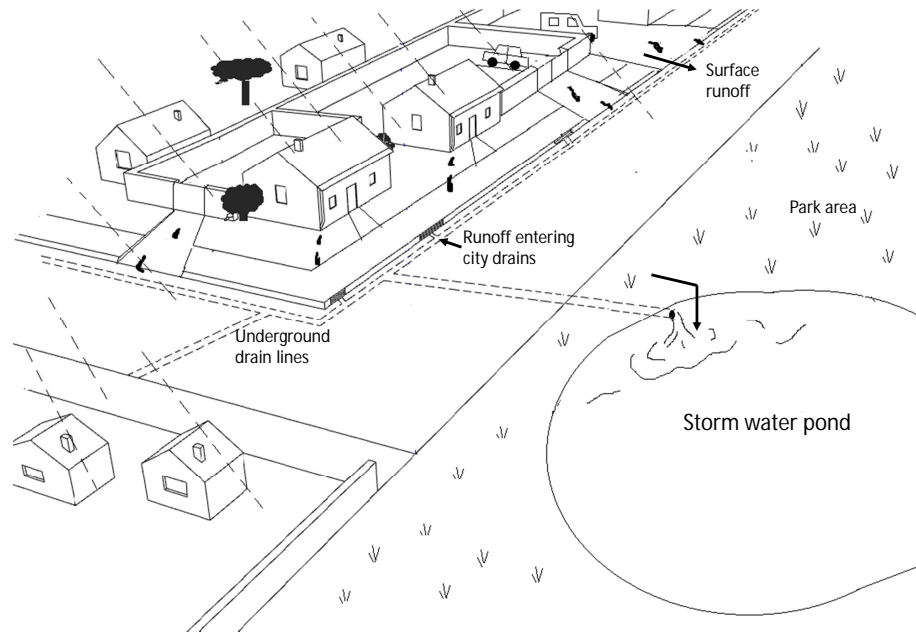 Surface
runoff
Park area
Runoff entering
city drains
Underground
drain lines
Storm water pond